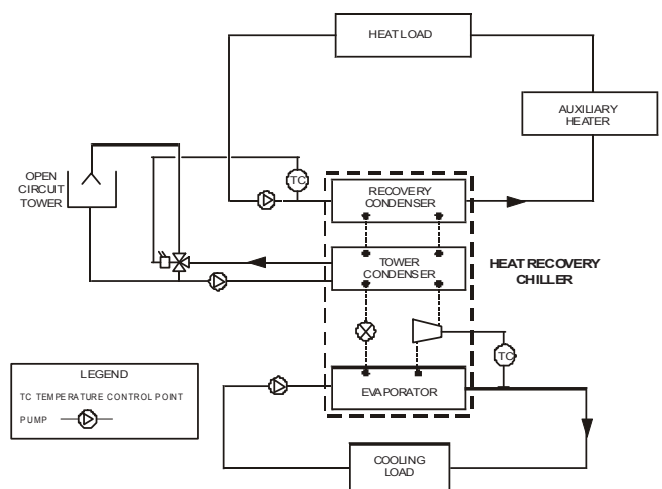 HEAT LOAD
AUXILIARY
HEATER
OPEN
CIRCUIT
TOWER
TC
RECOVERY
CONDENSER
TOWER
CONDENSER
HEAT RECOVERY
CHILLER
TC
EVAPORATOR
LEGEND
TC TEMPERATURE CONTROL POINT
PUMP
COOLING
LOAD